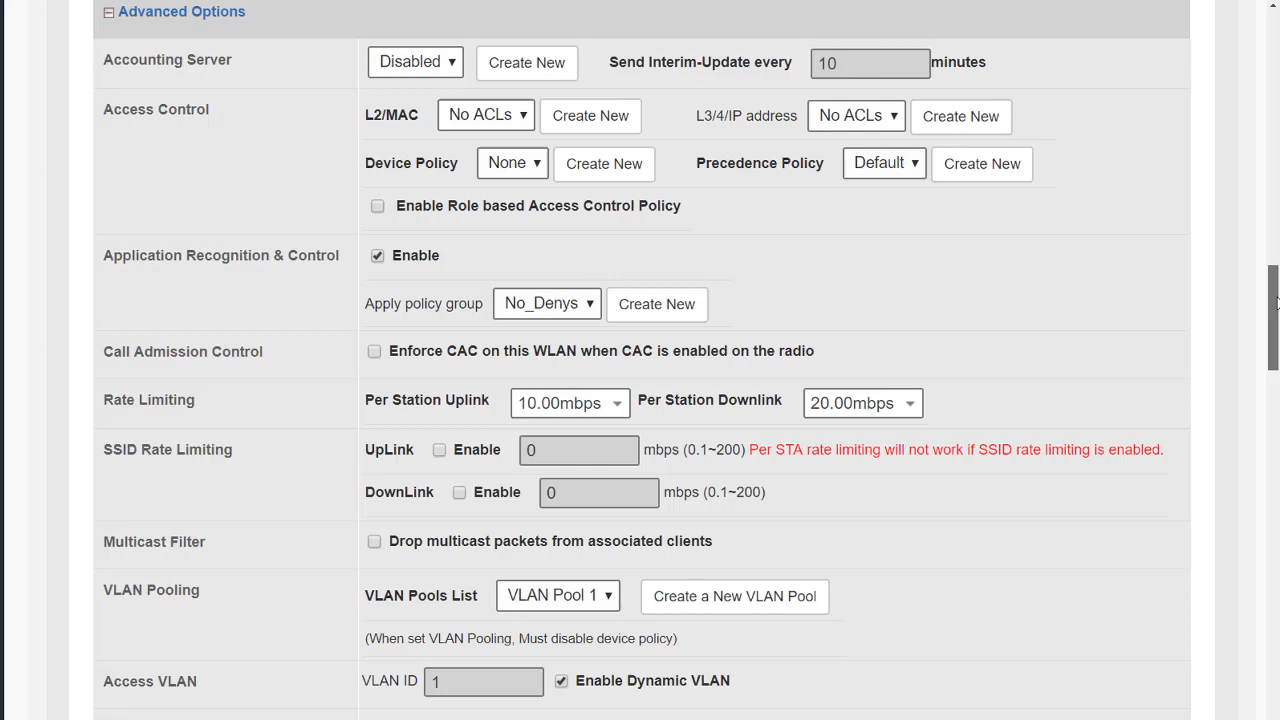 Advanced Options
Accounting Server Disabled Create New Send Interim-Update every 10 minutes
Access Control L2/MAC No ACLs Create New L3/4/IP address No ACLs Create New
Device Policy None Create New Precedence Policy Default Create New
Enable Role based Access Control Policy
Application Recognition & Control Enable
Apply policy group No_Denys Create New
Call Admission Control Enforce CAC on this WLAN when CAC is enabled on the radio
Rate Limiting Per Station Uplink 10.00mbps Per Station Downlink 20.00mbps
SSID Rate Limiting UpLink Enable 0 mbps (0.1~200) Per STA rate limiting will not work if SSID rate limiting is enabled.
DownLink Enable 0 mbps (0.1~200)
Multicast Filter Drop multicast packets from associated clients
VLAN Pooling VLAN Pools List VLAN Pool 1 Create a New VLAN Pool
(When set VLAN Pooling, Must disable device policy)
Access VLAN VLAN ID 1 Enable Dynamic VLAN